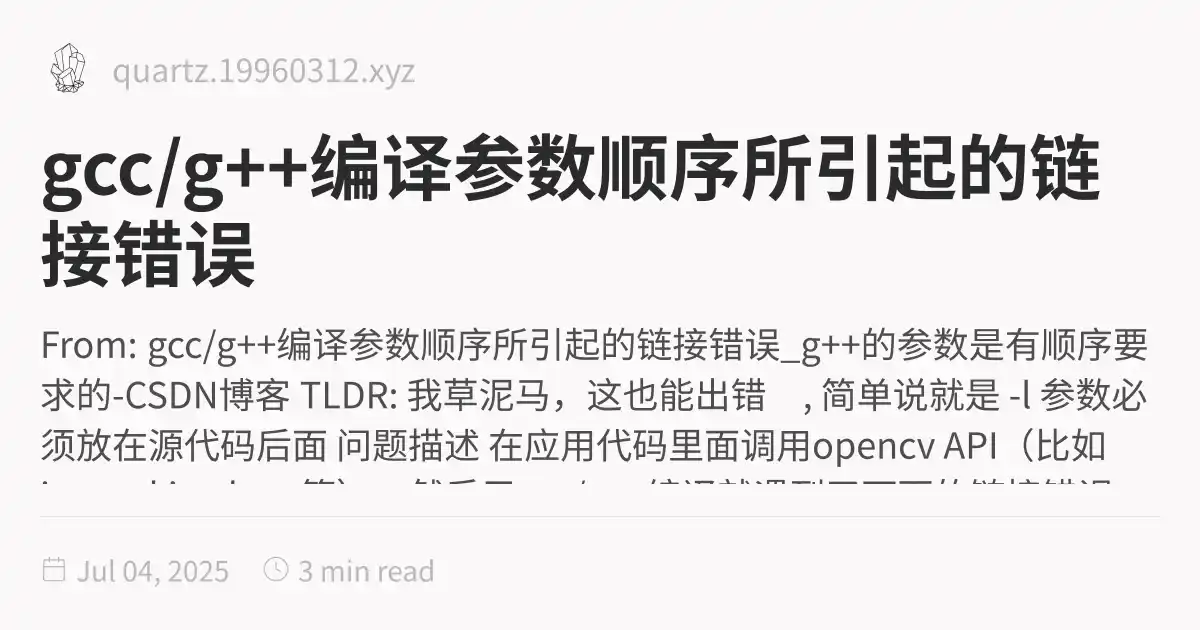 quartz.19960312.xyz
gcc/g++编译参数顺序所引起的链
接错误
From: gcc/g++编译参数顺序所引起的链接错误_g++的参数是有顺序要
求的-CSDN博客 TLDR: 我草泥马，这也能出错　, 简单说就是 -l 参数必
须放在源代码后面 问题描述 在应用代码里面调用opencv API（比如
Jul 04, 2025
3 min read